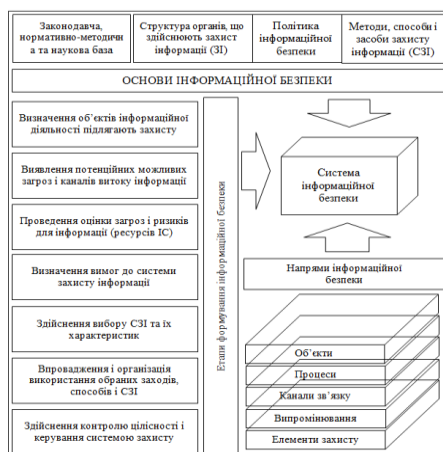 Законодавча,
нормативно-методичн
а та наукова база
Структура органів, що
здійснюють захист
інформації (ЗІ)
Політика
інформаційної
безпеки
Методи, способи і
засоби захисту
інформації (СЗІ)
ОСНОВИ ІНФОРМАЦІЙНОЇ БЕЗПЕКИ
Визначення об’єктів інформаційної
діяльності підлягають захисту
Виявлення потенційних можливих
загроз і каналів витоку інформації
Проведення оцінки загроз і ризиків
для інформації (ресурсів ІС)
Визначення вимог до системи
захисту інформації
Здійснення вибору СЗІ та їх
характеристик
Впровадження і організація
використання обраних заходів,
способів і СЗІ
Здійснення контролю цілісності і
керування системою захисту
Етапи формування інформаційної безпеки
Система
інформаційної
безпеки
Напрями інформаційної
безпеки
Об’єкти
Процеси
Канали зв’язку
Випромінювання
Елементи захисту